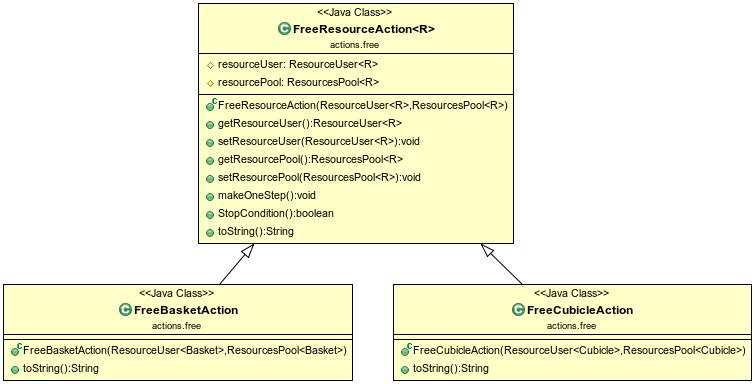 <<Java Class>>
FreeResourceAction<R>
actions.free
resourceUser: ResourceUser<R>
resourcePool: ResourcesPool<R>
FreeResourceAction(ResourceUser<R>,ResourcesPool<R>)
getResourceUser():ResourceUser<R>
setResourceUser(ResourceUser<R>):void
getResourcePool():ResourcesPool<R>
setResourcePool(ResourcesPool<R>):void
makeOneStep():void
StopCondition():boolean
toString():String
<<Java Class>>
FreeBasketAction
actions.free
FreeBasketAction(ResourceUser<Basket>,ResourcesPool<Basket>)
toString():String
<<Java Class>>
FreeCubicleAction
actions.free
FreeCubicleAction(ResourceUser<Cubicle>,ResourcesPool<Cubicle>)
toString():String